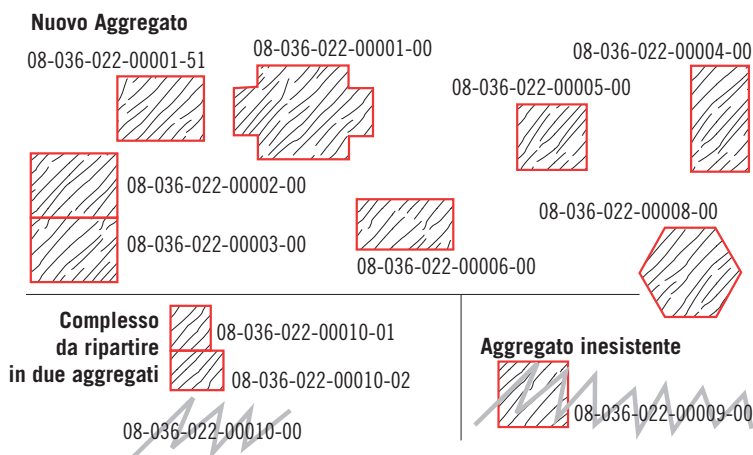 Nuovo Aggregato
08-036-022-00001-51
08-036-022-00001-00
08-036-022-00004-00
08-036-022-00005-00
08-036-022-00002-00
08-036-022-00003-00
08-036-022-00006-00
08-036-022-00008-00
Complesso
da ripartire
in due aggregati
08-036-022-00010-01
08-036-022-00010-02
08-036-022-00010-00
Aggregato inesistente
08-036-022-00009-00